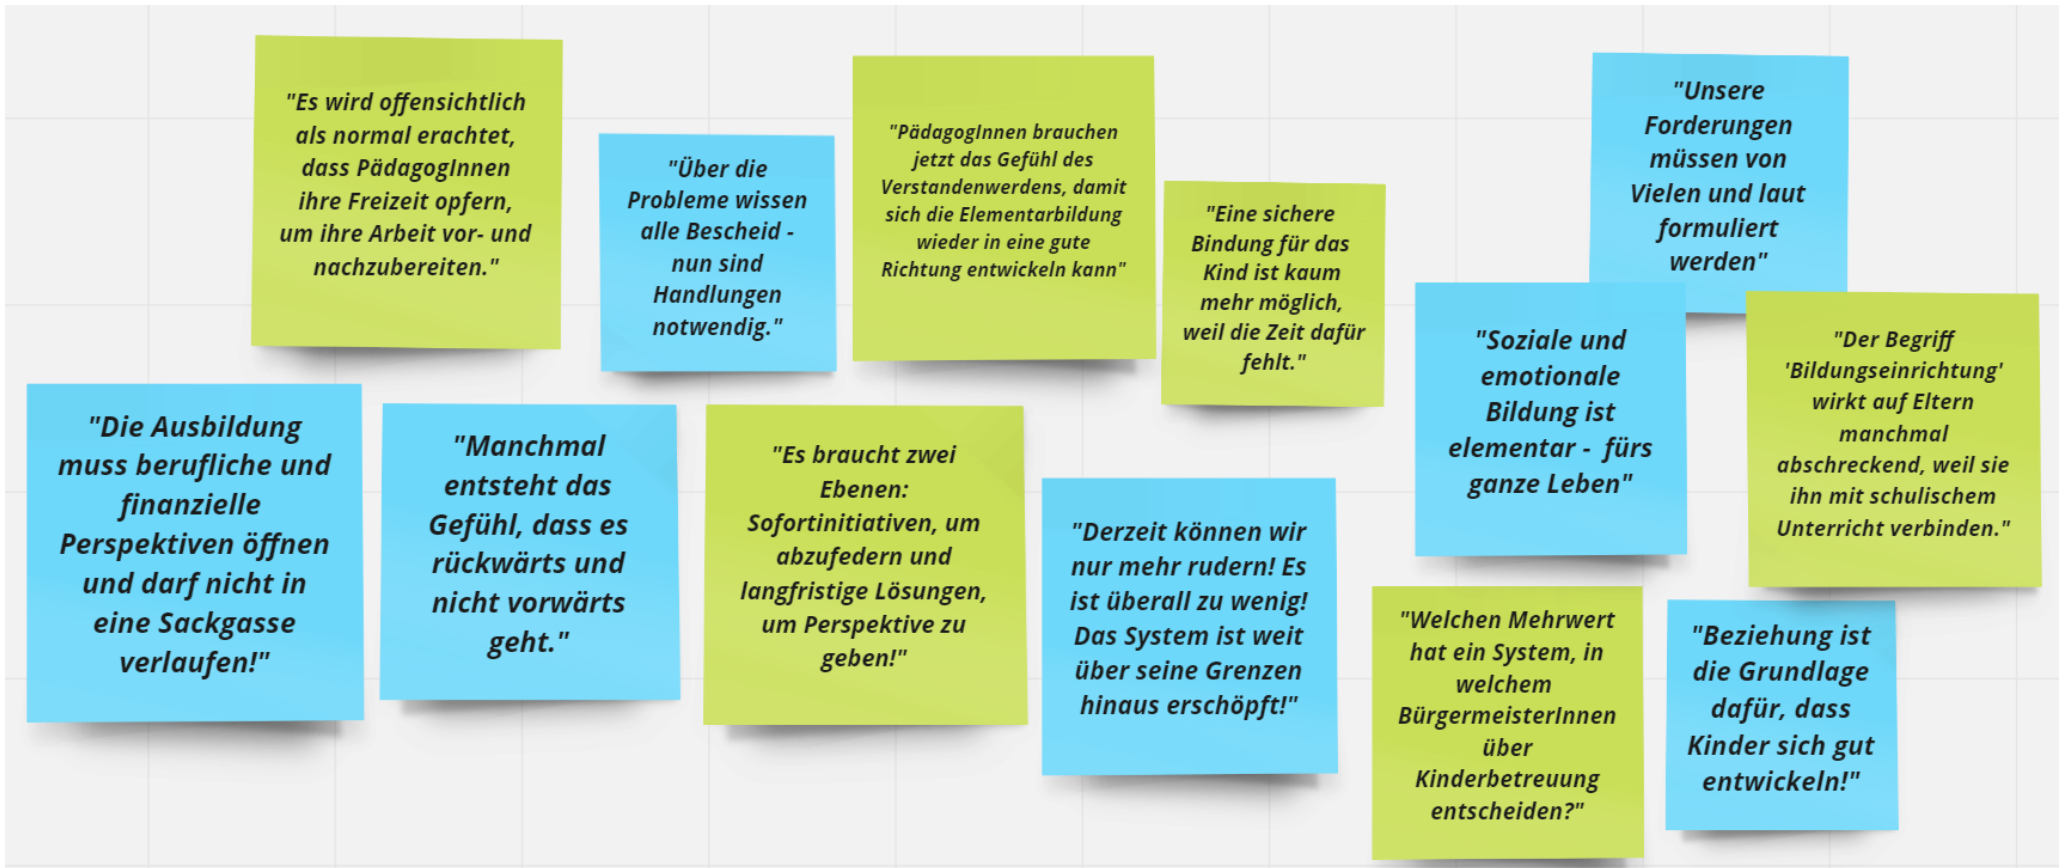 "Es wird offensichtlich
als normal erachtet,
dass PädagogInnen
ihre Freizeit opfern,
um ihre Arbeit vor- und
nachzubereiten."
"Über die
Probleme wissen
alle Bescheid -
nun sind
Handlungen
notwendig."
"PädagogInnen brauchen
jetzt das Gefühl des
Verstandenwerdens, damit
sich die Elementarbildung
wieder in eine gute
Richtung entwickeln kann"
"Eine sichere
Bindung für das
Kind ist kaum
mehr möglich,
weil die Zeit dafür
fehlt."
"Unsere
Forderungen
müssen von
Vielen und laut
formuliert
werden"
"Soziale und
emotionale
Bildung ist
elementar -  fürs
ganze Leben"
"Der Begriff
'Bildungseinrichtung'
wirkt auf Eltern
manchmal
abschreckend, weil sie
ihn mit schulischem
Unterricht verbinden."
"Die Ausbildung
muss berufliche und
finanzielle
Perspektiven öffnen
und darf nicht in
eine Sackgasse
verlaufen!"
"Manchmal
entsteht das
Gefühl, dass es
rückwärts und
nicht vorwärts
geht."
"Es braucht zwei
Ebenen:
Sofortinitiativen, um
abzufedern und
langfristige Lösungen,
um Perspektive zu
geben!"
"Derzeit können wir
nur mehr rudern! Es
ist überall zu wenig!
Das System ist weit
über seine Grenzen
hinaus erschöpft!"
"Welchen Mehrwert
hat ein System, in
welchem
BürgermeisterInnen
über
Kinderbetreuung
entscheiden?"
"Beziehung ist
die Grundlage
dafür, dass
Kinder sich gut
entwickeln!"